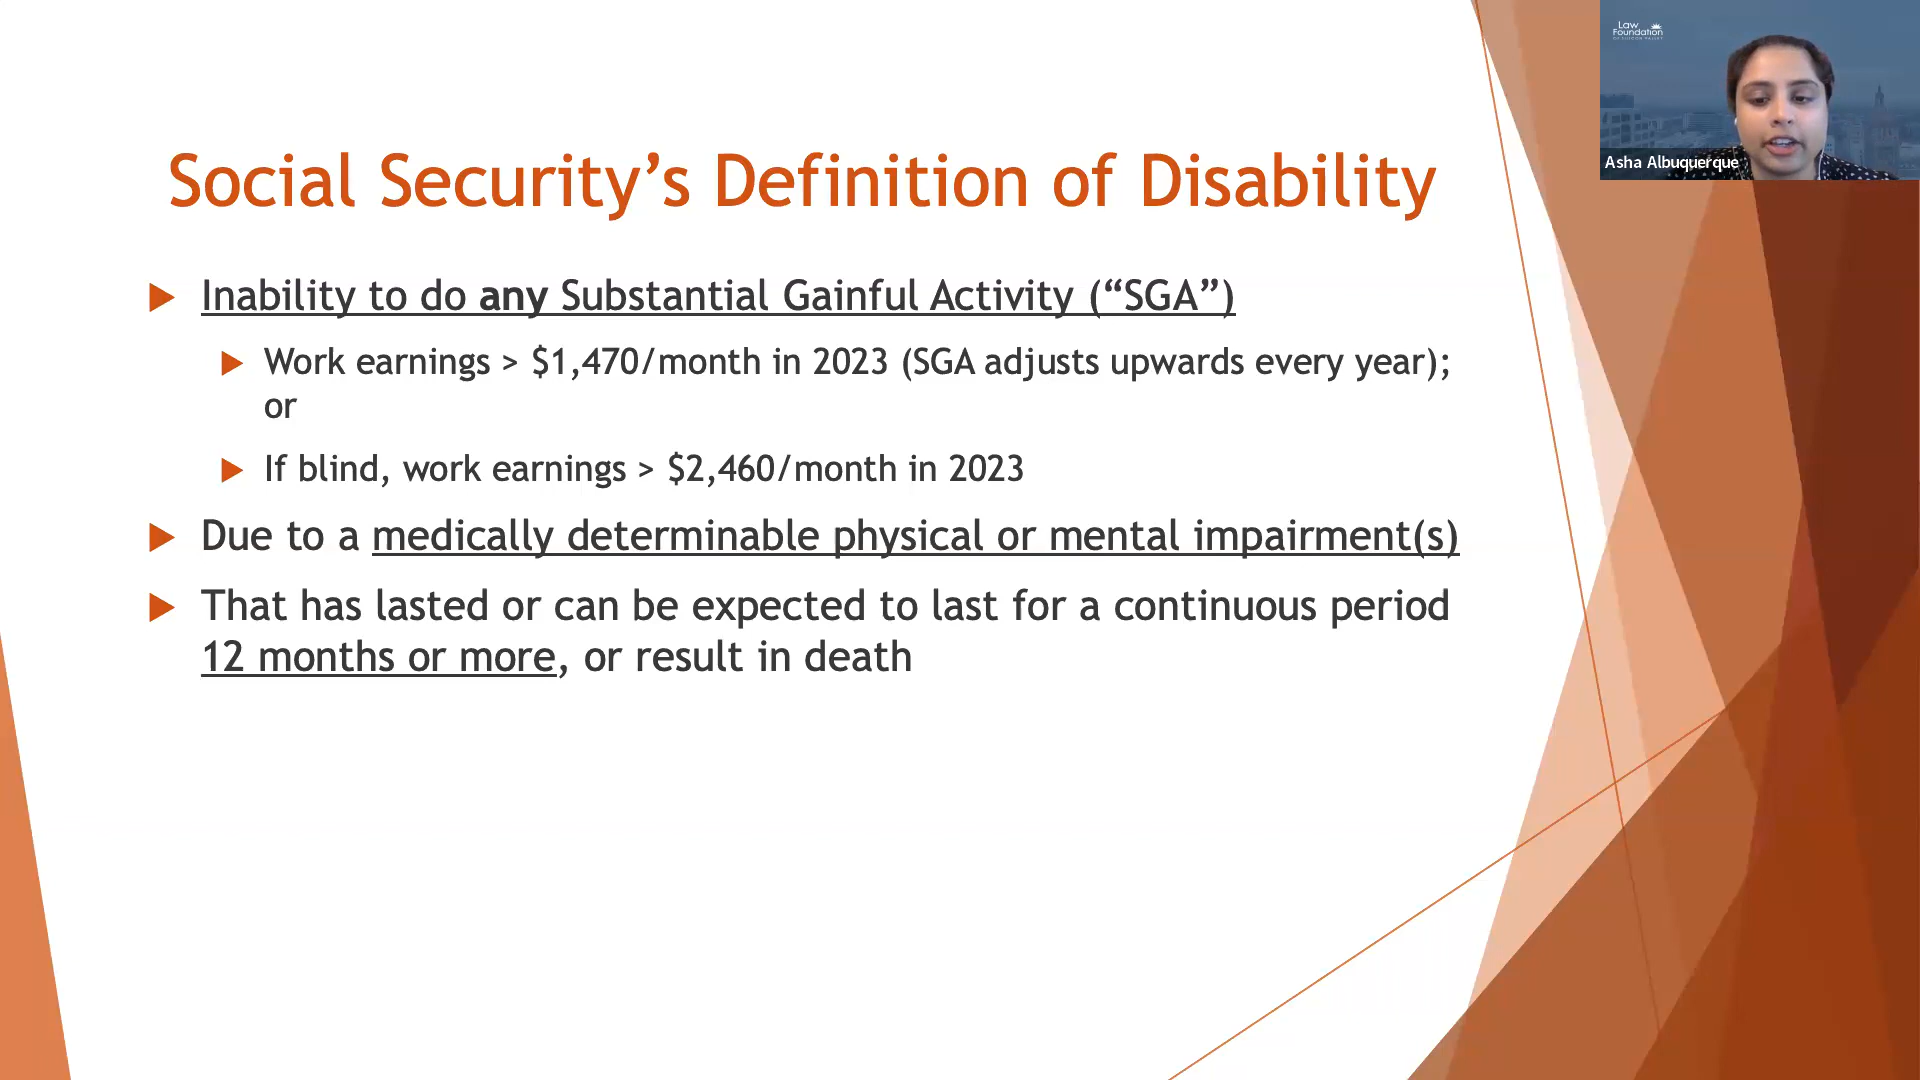 Law
Foundation
OF SILICON VALLEY
Asha Albuquerque
Social Security’s Definition of Disability
Inability to do any Substantial Gainful Activity (“SGA”)
Work earnings > $1,470/month in 2023 (SGA adjusts upwards every year);
or
If blind, work earnings > $2,460/month in 2023
Due to a medically determinable physical or mental impairment(s)
That has lasted or can be expected to last for a continuous period
12 months or more, or result in death